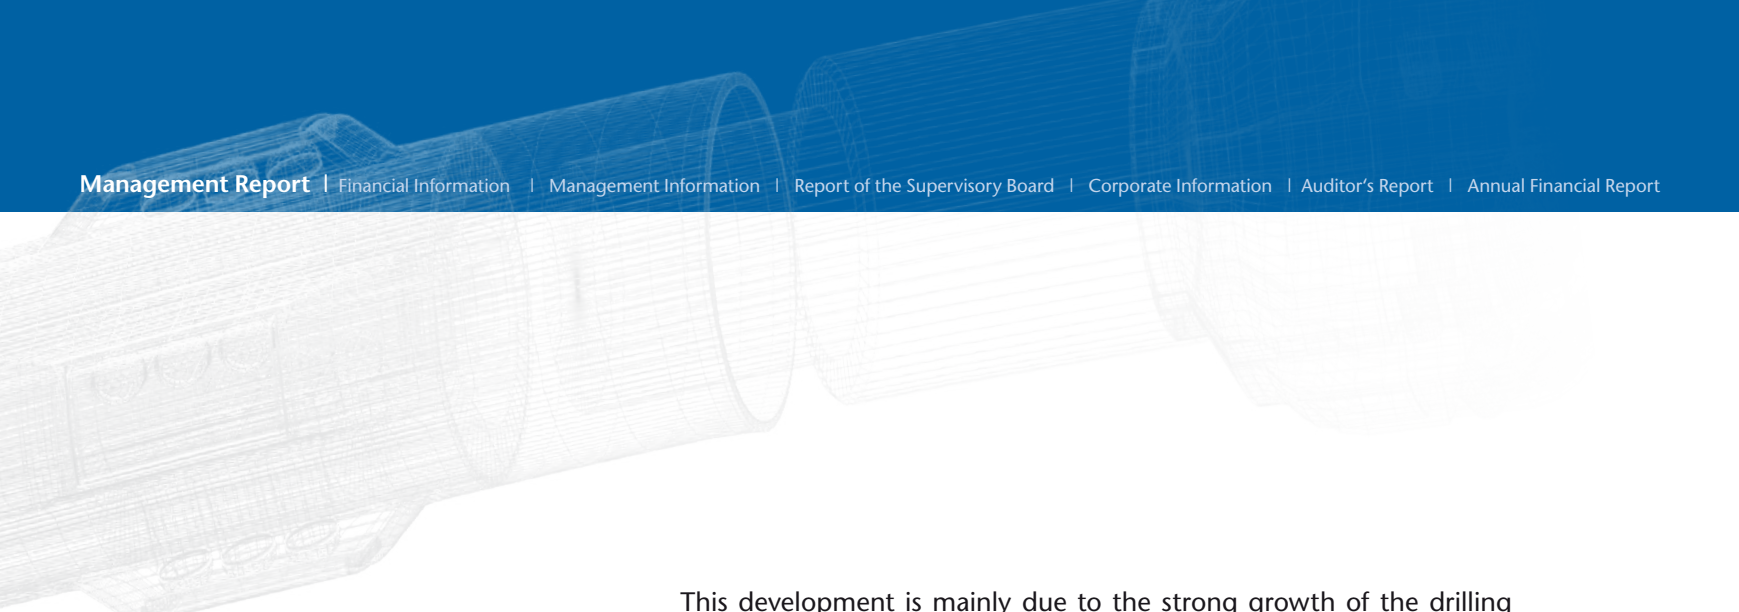 Management Report | Financial Information | Management Information | Report of the Supervisory Board | Corporate Information | Auditor‘s Report | Annual Financial Report
This development is mainly due to the strong growth of the drilling